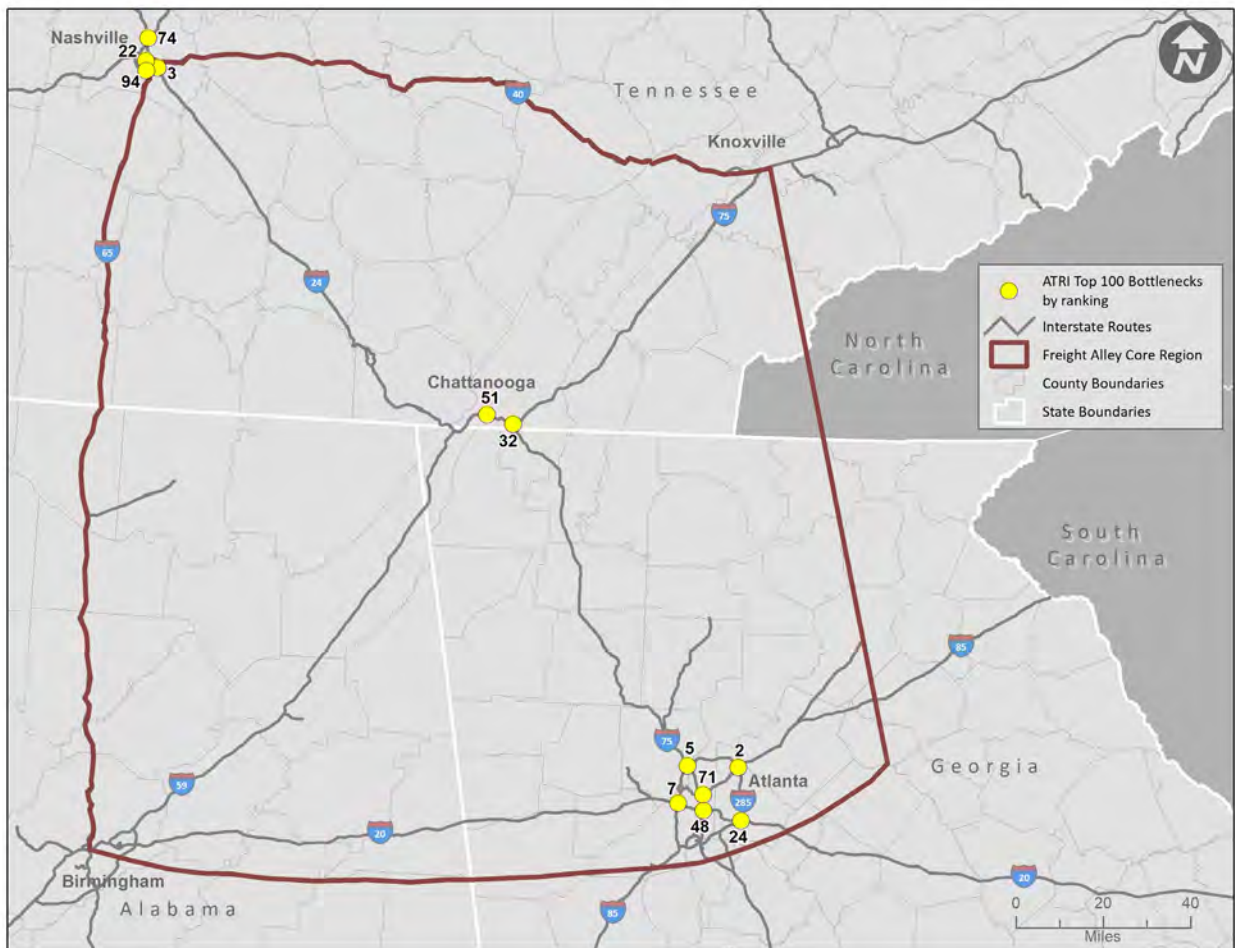 Nashville
74
22
94
3
N
40
Tennessee
Knoxville
75
65
24
ATRI Top 100 Bottlenecks
by ranking
Interstate Routes
Freight Alley Core Region
County Boundaries
State Boundaries
North
Carolina
Chattanooga
51
32
South
Carolina
85
75
5
2
71
Atlanta
7
285
48
24
Georgia
59
20
Birmingham
Alabama
20
85
0
20
40
Miles